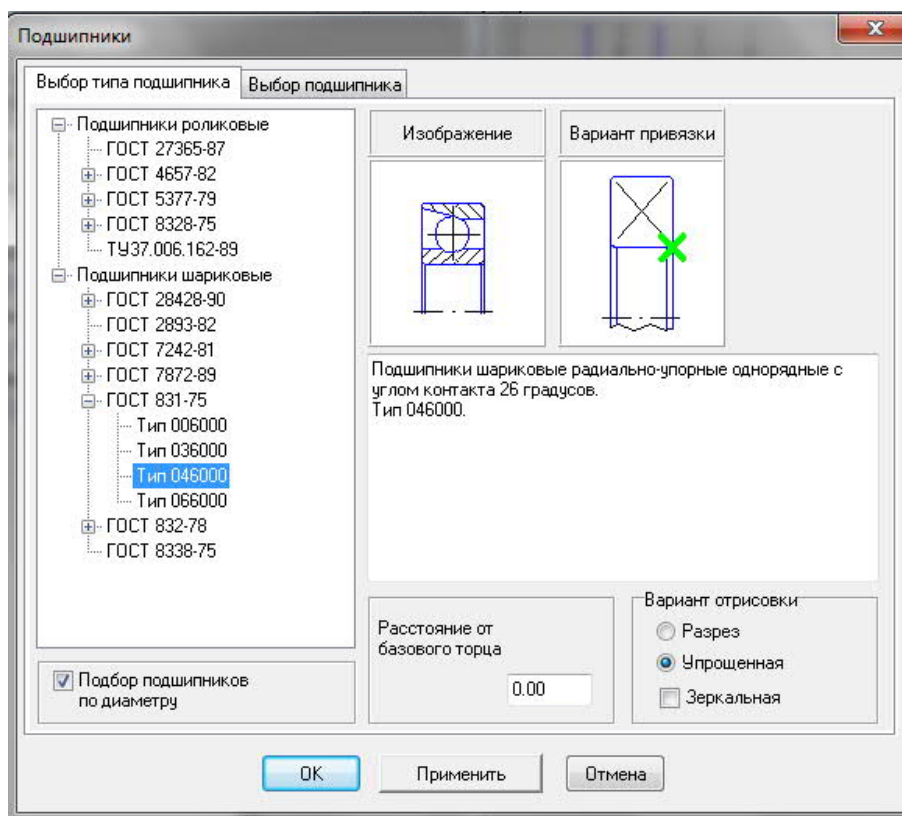 Подшипники
Выбор типа подшипника
Выбор подшипника
Подшипники роликовые
ГОСТ 27365-87
ГОСТ 4657-82
ГОСТ 5377-79
ГОСТ 8328-75
ТУ37.006.162-89
Подшипники шариковые
ГОСТ 28428-90
ГОСТ 2893-82
ГОСТ 7242-81
ГОСТ 7872-89
ГОСТ 831-75
Тип 006000
Тип 036000
Тип 046000
Тип 066000
ГОСТ 832-78
ГОСТ 8338-75
Подбор подшипников
по диаметру
Изображение
Вариант привязки
Подшипники шариковые радиально-упорные однорядные с
углом контакта 26 градусов.
Тип 046000.
Расстояние от
базового торца
0.00
Вариант отрисовки
Разрез
Упрощенная
Зеркальная
OK
Применить
Отмена